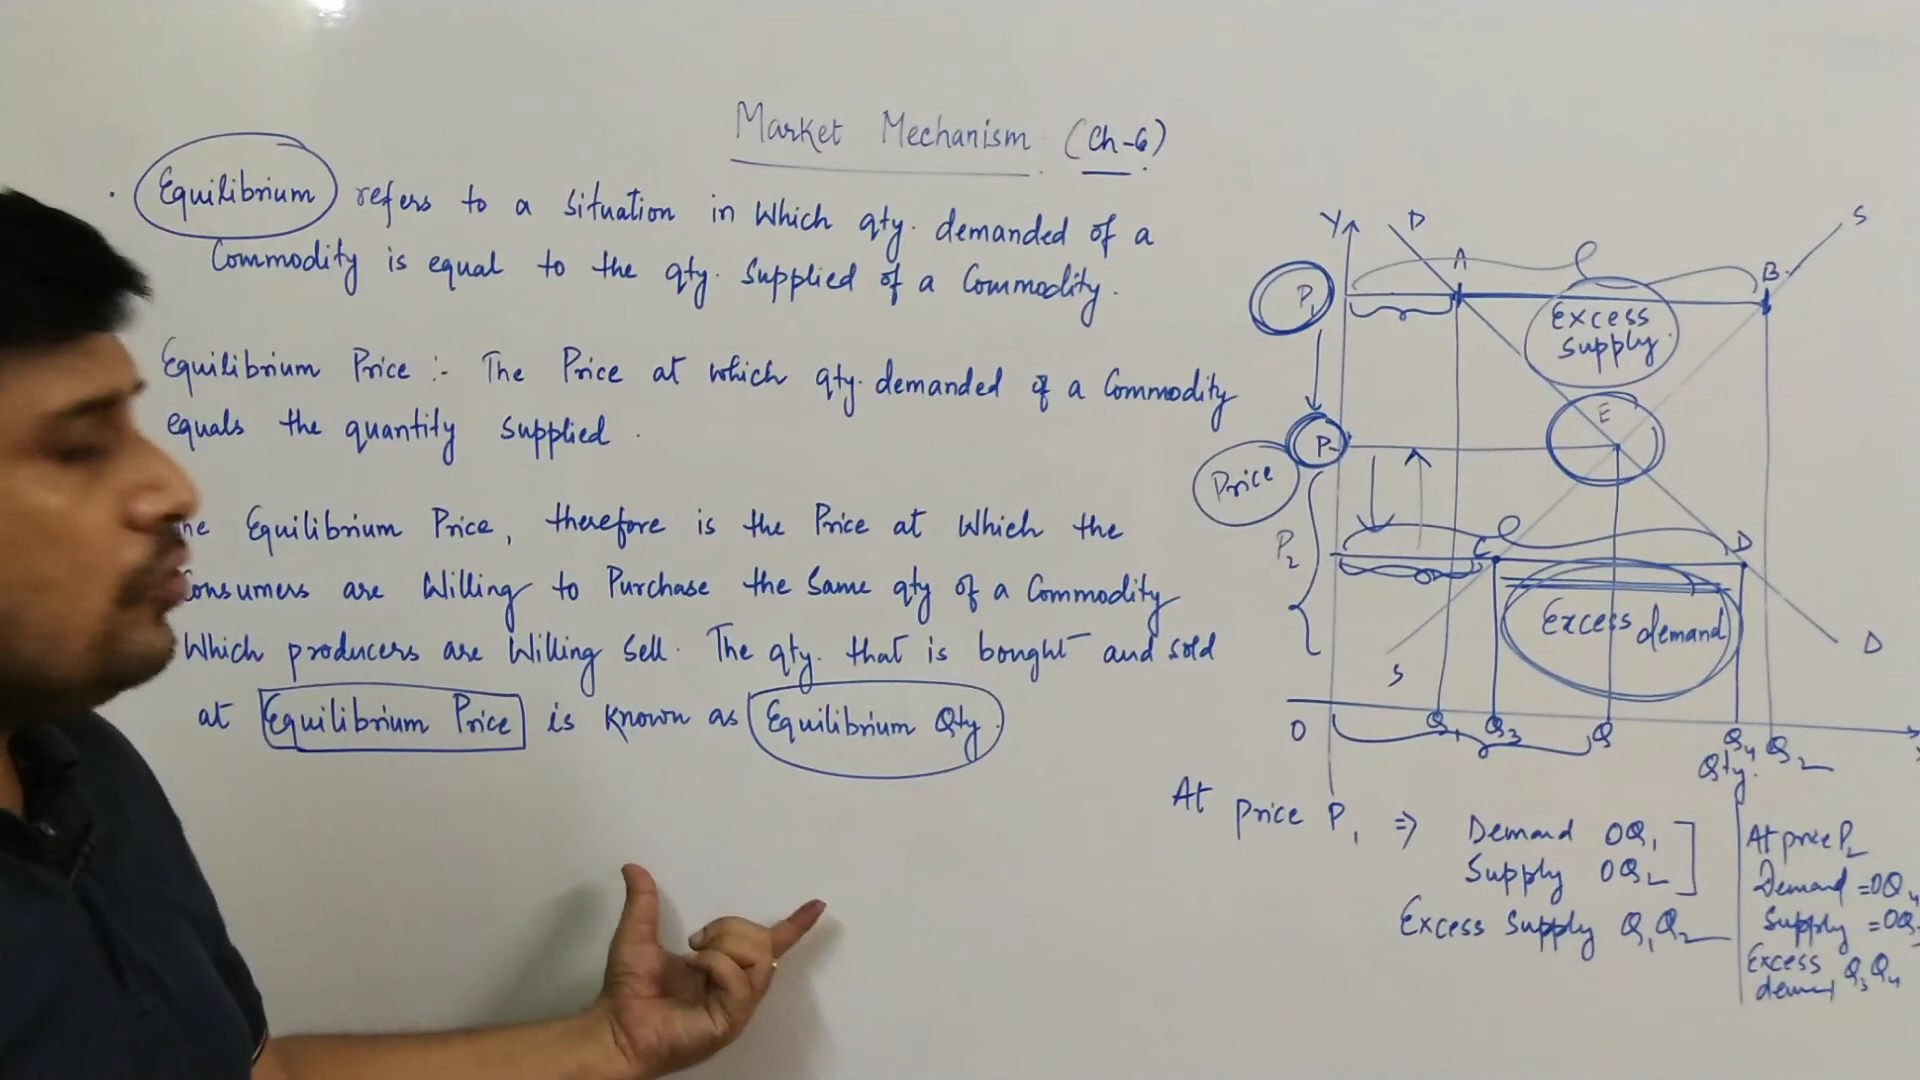 Market Mechanism (Ch-6)
Equilibrium refers to a situation in which qty. demanded of a
Commodity is equal to the qty. supplied of a Commodity.
Equilibrium Price :- The Price at which qty. demanded of a Commodity
equals the quantity supplied.
Equilibrium Price, therefore is the Price at which the
Consumers are Willing to Purchase the Same qty of a Commodity
Which producers are Willing Sell. The qty. that is bought and sold
at Equilibrium Price is known as Equilibrium Qty.
Y D S
A B
P1 Excess
Supply
E
P
Price
P2 C D
Excess demand
S D
O Q1 Q3 Q Q4 Q2
Qty.
At price P1 ⇒ Demand OQ1
Supply OQ2
Excess Supply Q1Q2
At price P2
Demand = OQ4
Supply = OQ
Excess Q3Q4